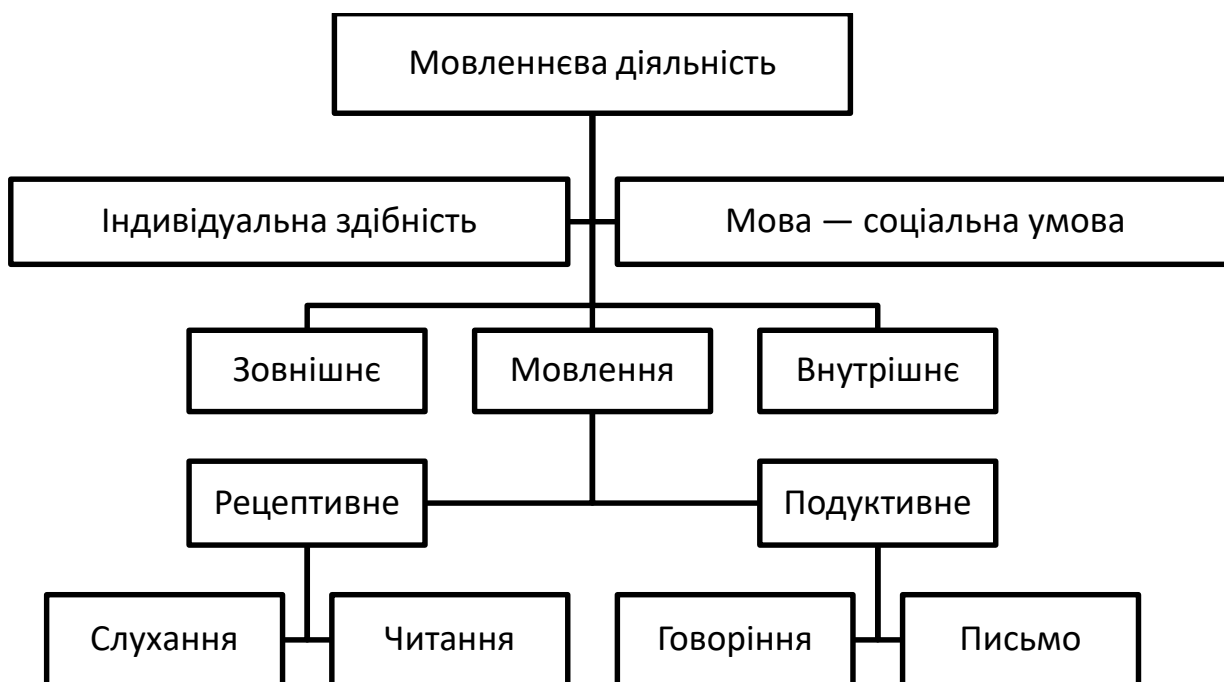 Мовленнєва діяльність
Індивідуальна здібність
Мова — соціальна умова
Зовнішнє
Мовлення
Внутрішнє
Рецептивне
Подуктивне
Слухання
Читання
Говоріння
Письмо